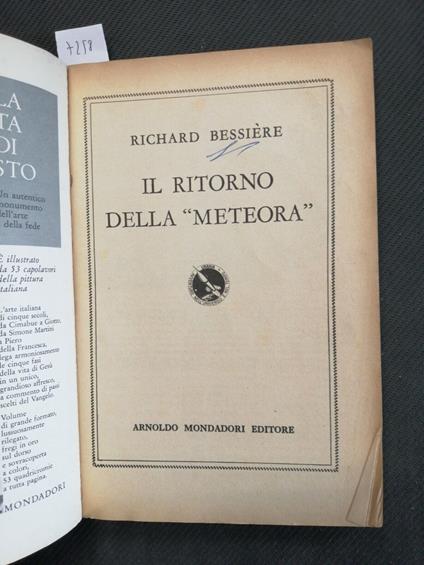 7258
LA
TA
DI
STO
Un autentico
monumento
dell'arte
e della fede
È illustrato
da 53 capolavori
della pittura
italiana
L'arte italiana
di cinque secoli,
da Cimabue a Giotto,
da Simone Martini
a Piero
della Francesca,
lega armoniosamente
le cinque fasi
della vita di Gesù
in un unico,
grandioso affresco,
a commento di passi
scelti del Vangelo.
Volume
di grande formato,
lussuosamente
rilegato,
fregi in oro
sul dorso
e sovracoperta
a colori,
53 quadricromie
a tutta pagina.
MONDADORI
RICHARD BESSIÈRE
IL RITORNO
DELLA "METEORA"
ARNOLDO MONDADORI EDITORE